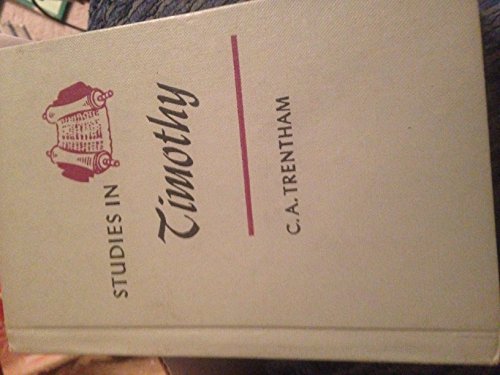 STUDIES IN
Timothy
C. A. TRENTHAM